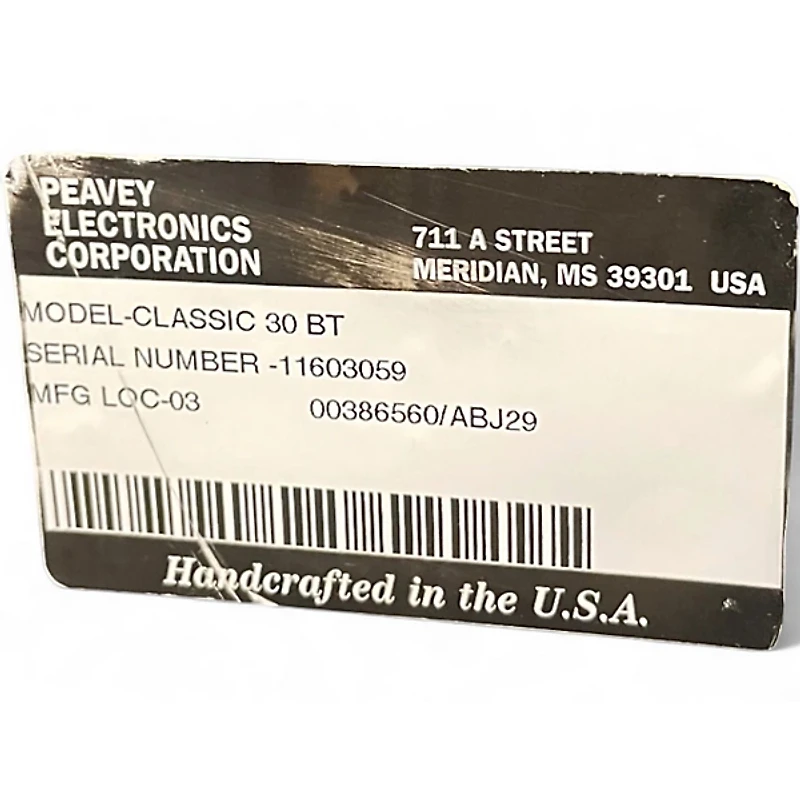 PEAVEY
ELECTRONICS
CORPORATION
711 A STREET
MERIDIAN, MS 39301 USA
MODEL-CLASSIC 30 BT
SERIAL NUMBER -11603059
MFG LOC-03 00386560/ABJ29
Handcrafted in the U.S.A.